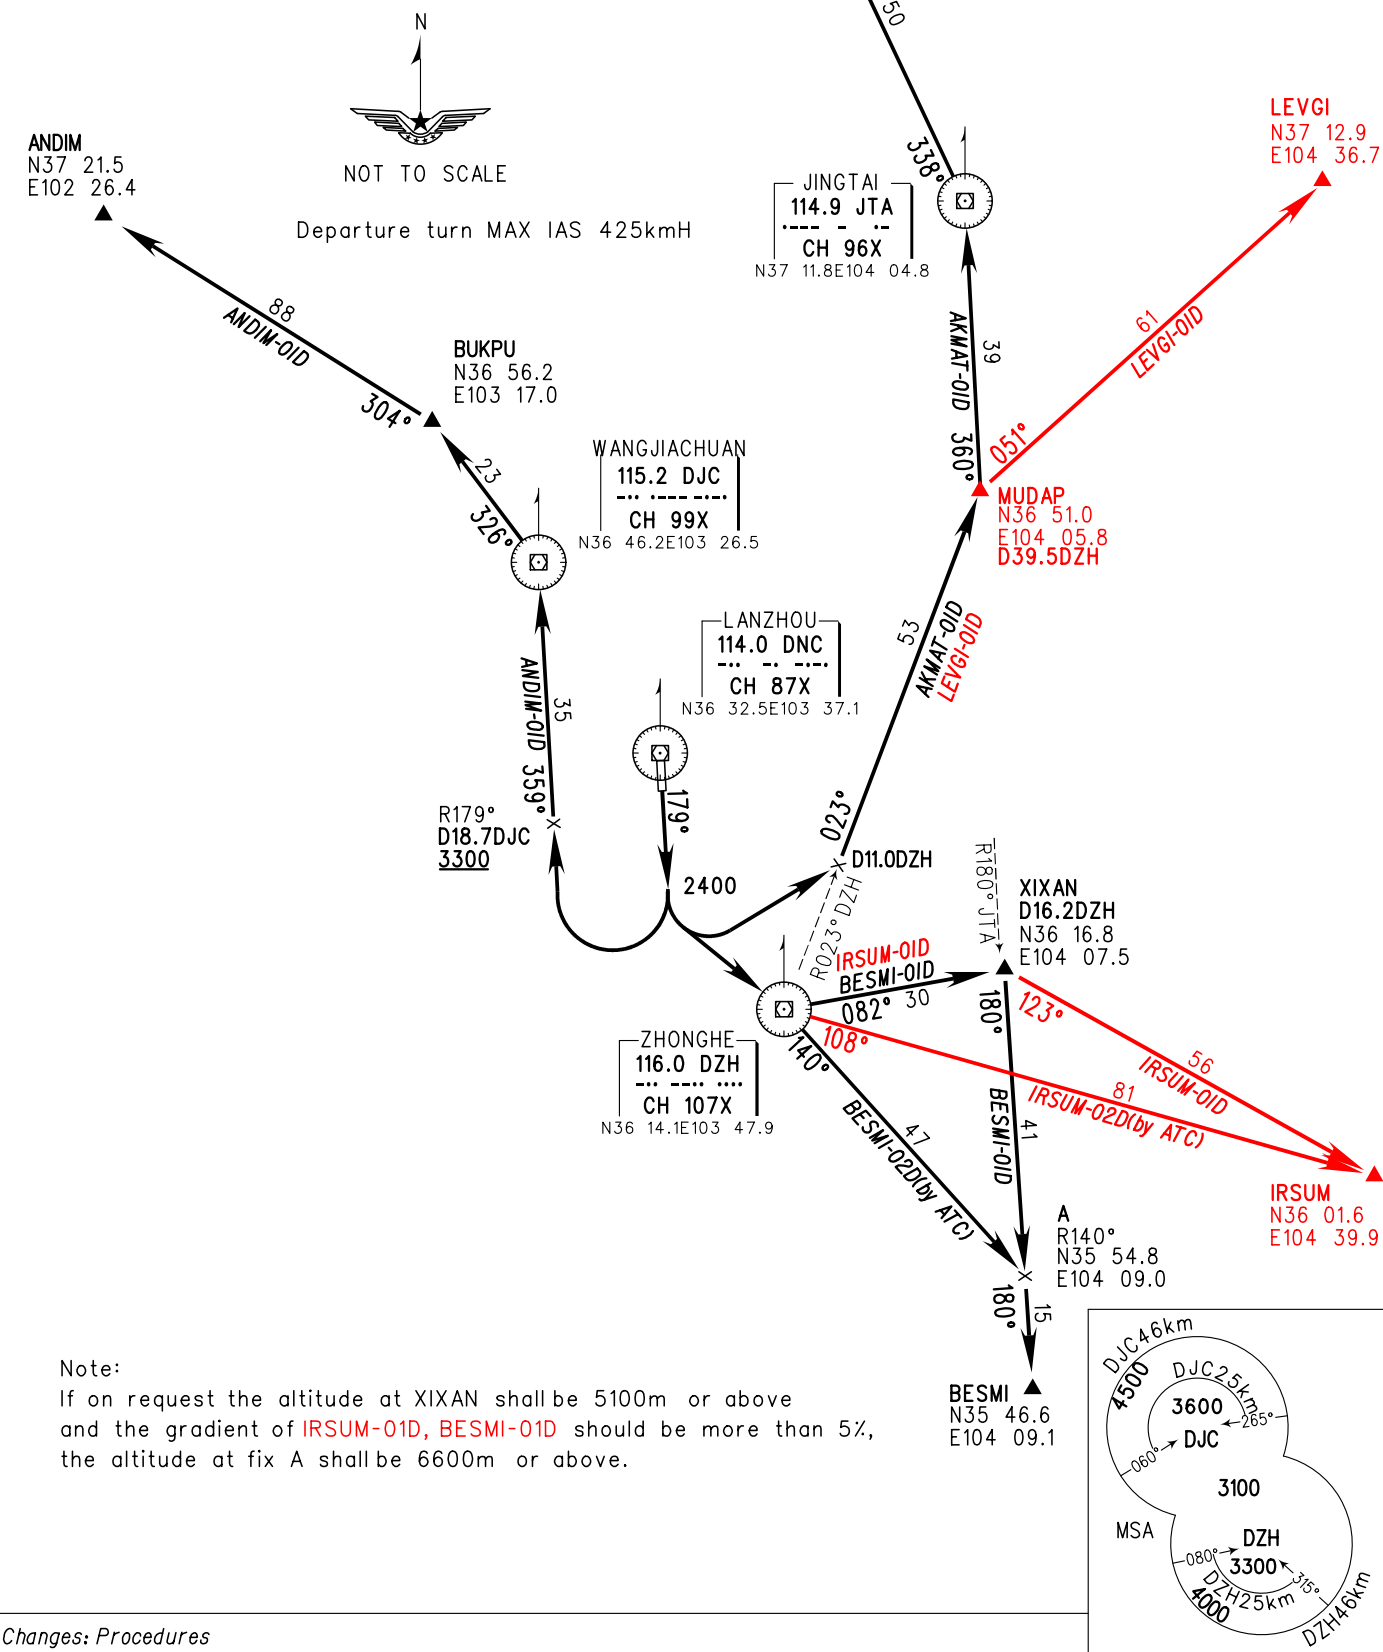 50
N
NOT TO SCALE
Departure turn MAX IAS 425kmH
ANDIM
N37 21.5
E102 26.4
88
ANDIM-01D
304°
BUKPU
N36 56.2
E103 17.0
23
326°
WANGJIACHUAN
115.2 DJC
-·· ·--- -·-·
CH 99X
N36 46.2E103 26.5
338°
JINGTAI
114.9 JTA
·--- - ·-
CH 96X
N37 11.8E104 04.8
LEVGI
N37 12.9
E104 36.7
61
LEVGI-01D
AKMAT-01D
39
360°
051°
MUDAP
N36 51.0
E104 05.8
D39.5DZH
53
AKMAT-01D
LEVGI-01D
LANZHOU
114.0 DNC
-·· -· -·-·
CH 87X
N36 32.5E103 37.1
ANDIM-01D
35
359°
R179°
D18.7DJC
3300
179°
2400
023°
D11.0DZH
R023°DZH
R180°JTA
XIXAN
D16.2DZH
N36 16.8
E104 07.5
IRSUM-01D
BESMI-01D
082° 30
180°
123°
108°
140°
ZHONGHE
116.0 DZH
-·· --·· ····
CH 107X
N36 14.1E103 47.9
56
IRSUM-01D
81
IRSUM-02D(by ATC)
47
BESMI-02D(by ATC)
BESMI-01D
41
IRSUM
N36 01.6
E104 39.9
A
R140°
N35 54.8
E104 09.0
180°
15
BESMI
N35 46.6
E104 09.1
Note:
If on request the altitude at XIXAN shall be 5100m or above
and the gradient of IRSUM-01D, BESMI-01D should be more than 5%,
the altitude at fix A shall be 6600m or above.
DJC46km
4500
DJC25km
3600
265°
DJC
060°
3100
MSA
DZH
080°
3300
315°
DZH25km
4000
DZH46km
Changes: Procedures